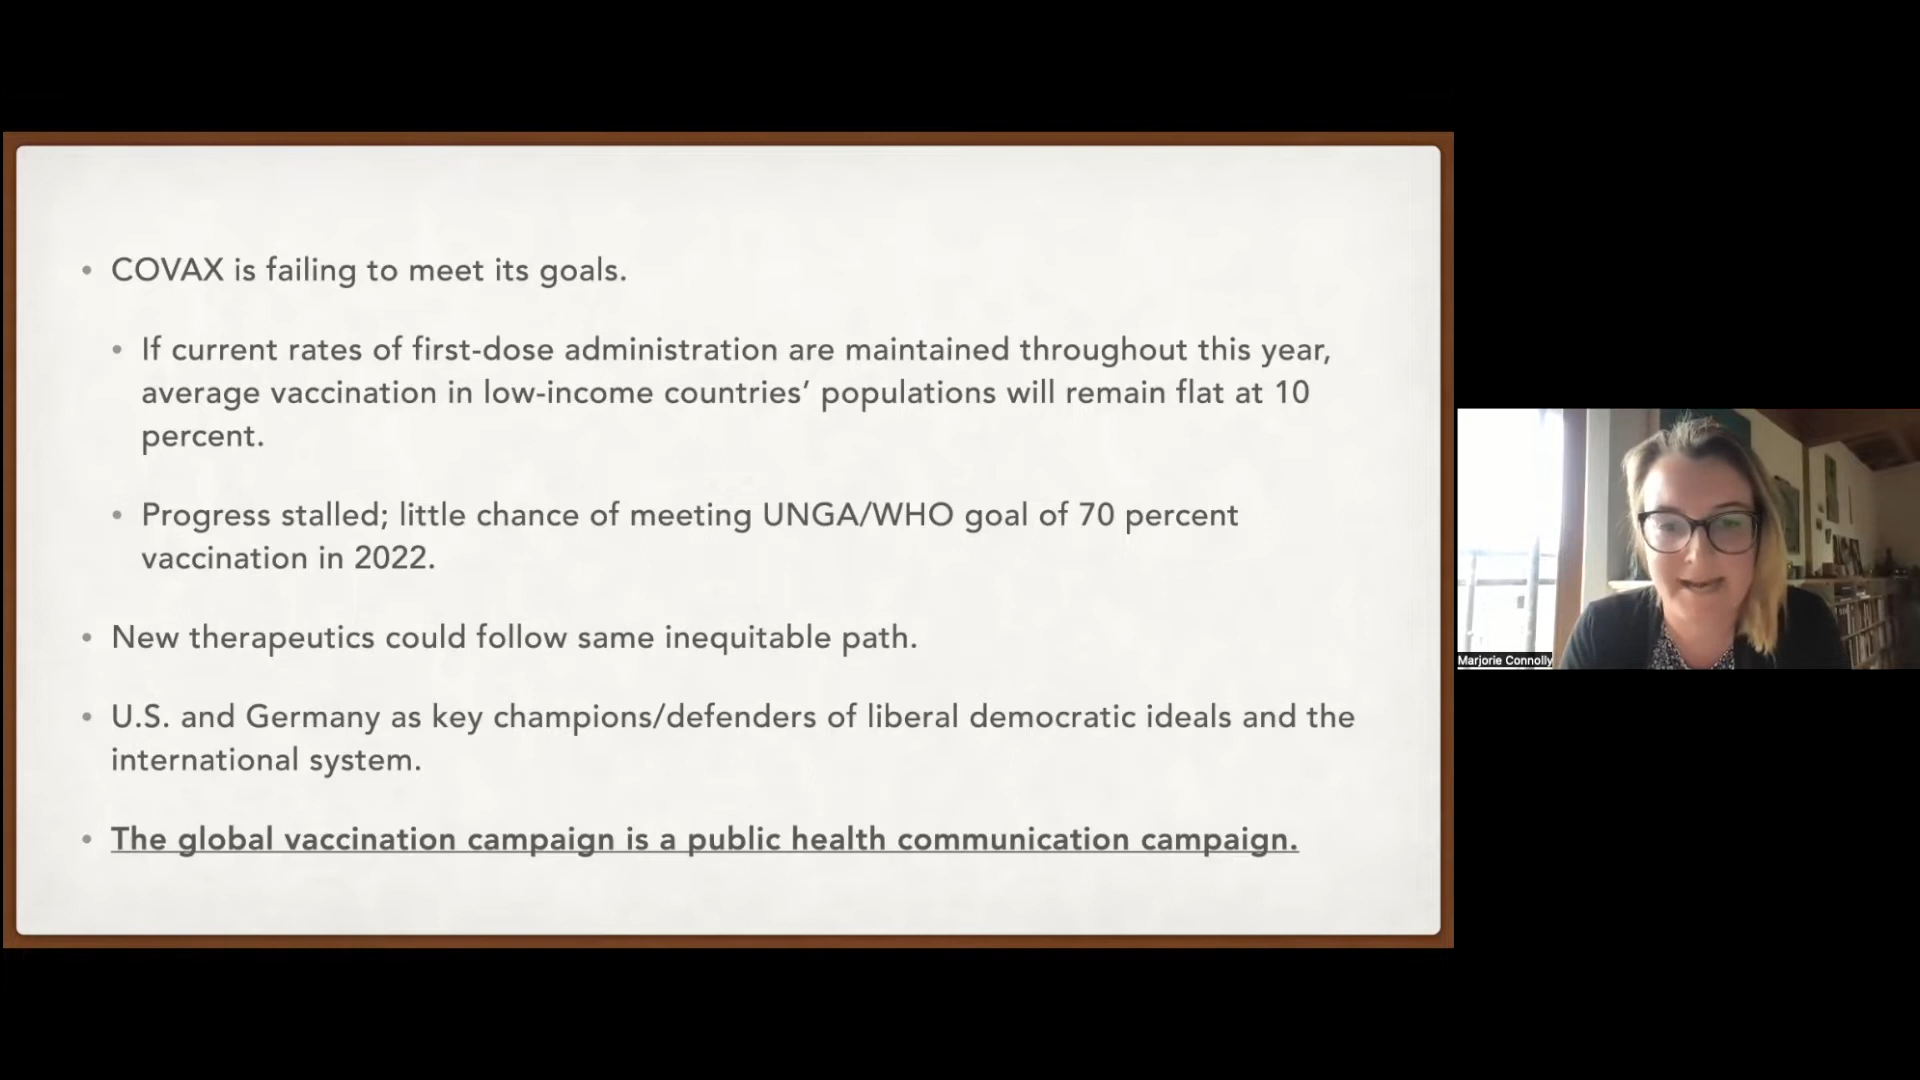 • COVAX is failing to meet its goals.
• If current rates of first-dose administration are maintained throughout this year,
average vaccination in low-income countries’ populations will remain flat at 10
percent.
• Progress stalled; little chance of meeting UNGA/WHO goal of 70 percent
vaccination in 2022.
• New therapeutics could follow same inequitable path.
• U.S. and Germany as key champions/defenders of liberal democratic ideals and the
international system.
• The global vaccination campaign is a public health communication campaign.
Marjorie Connolly